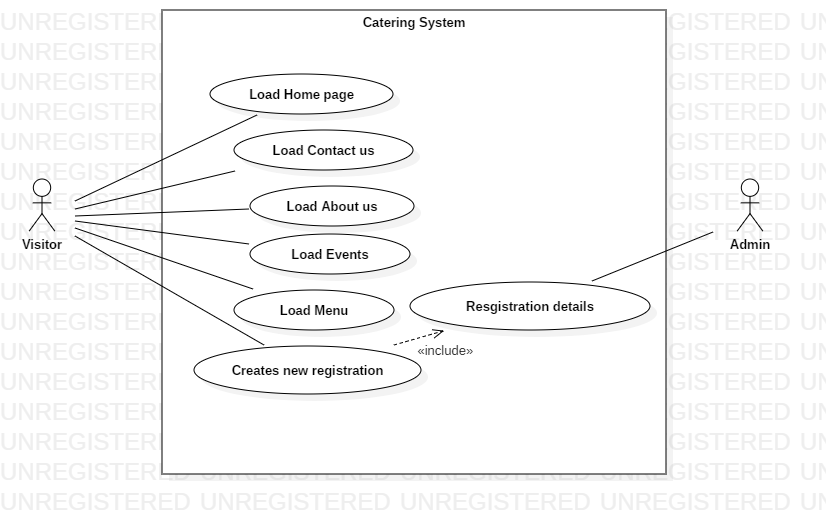 Catering System
Load Home page
Load Contact us
Load About us
Load Events
Load Menu
Creates new registration
Resgistration details
«include»
Visitor
Admin
UNREGISTERED UNREGISTERED UNREGISTERED UNREGISTERED UN